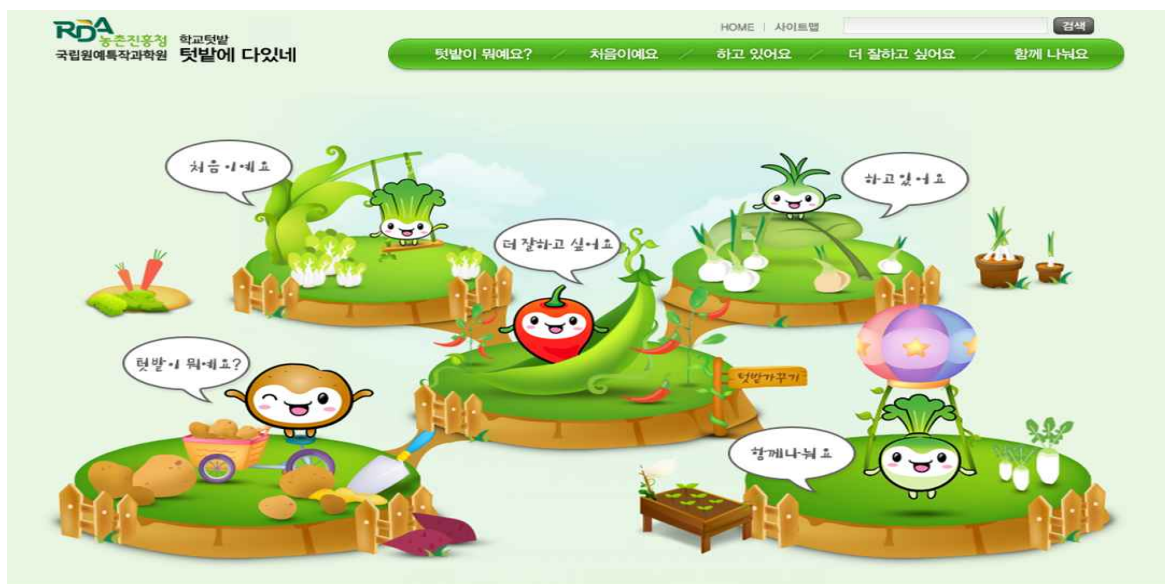 RDA
농촌진흥청
국립원예특작과학원
학교텃밭
텃밭에 다있네
HOME | 사이트맵
검색
텃밭이 뭐예요? / 처음이예요 / 하고 있어요 / 더 잘하고 싶어요 / 함께 나눠요
처음이예요
하고있어요
더 잘하고 싶어요
텃밭이 뭐예요?
텃밭가꾸기
함께나눠요